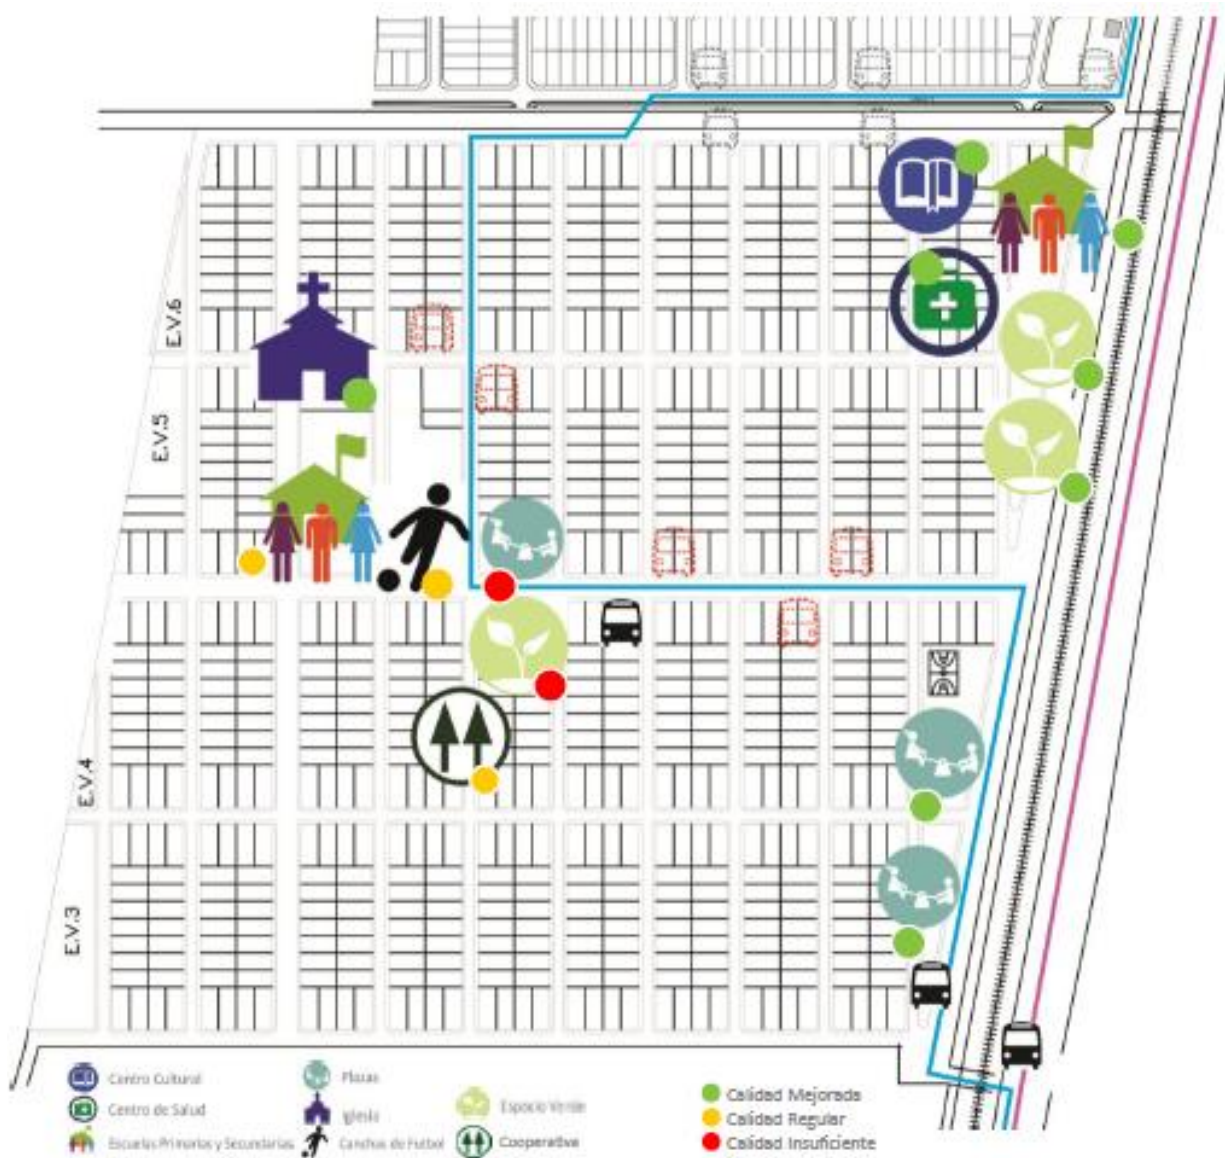 E.V.6
E.V.5
E.V.4
E.V.3
Centro Cultural
Centro de Salud
Escuelas Primarias y Secundarias
Plazas
Iglesia
Canchas de Futbol
Espacio Verde
Cooperativa
Calidad Mejorada
Calidad Regular
Calidad Insuficiente